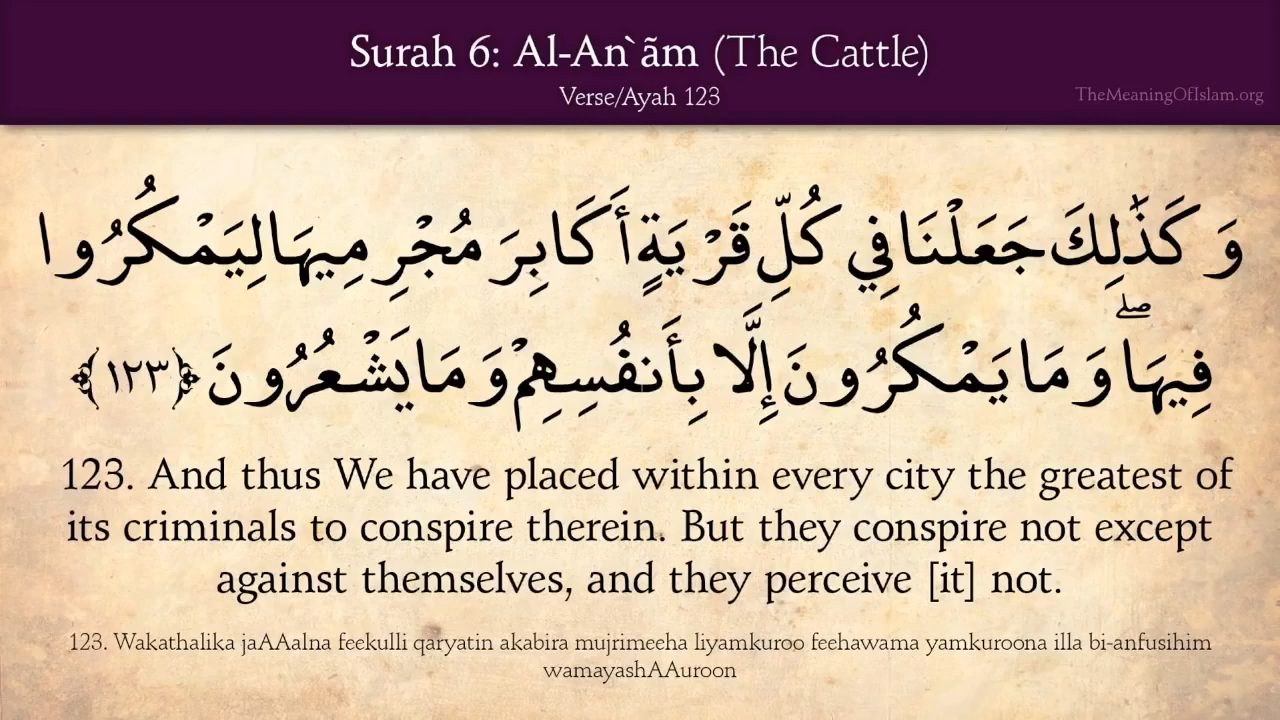 Surah 6: Al-An`ãm (The Cattle)
Verse/Ayah 123
TheMeaningOfIslam.org
وَكَذَٰلِكَ جَعَلْنَا فِي كُلِّ قَرْيَةٍ أَكَابِرَ مُجْرِمِيهَا لِيَمْكُرُوا
فِيهَا ۖ وَمَا يَمْكُرُونَ إِلَّا بِأَنفُسِهِمْ وَمَا يَشْعُرُونَ ﴿١٢٣﴾
123. And thus We have placed within every city the greatest of
its criminals to conspire therein. But they conspire not except
against themselves, and they perceive [it] not.
123. Wakathalika jaAAalna feekulli qaryatin akabira mujrimeeha liyamkuroo feehawama yamkuroona illa bi-anfusihim
wamayashAAuroon